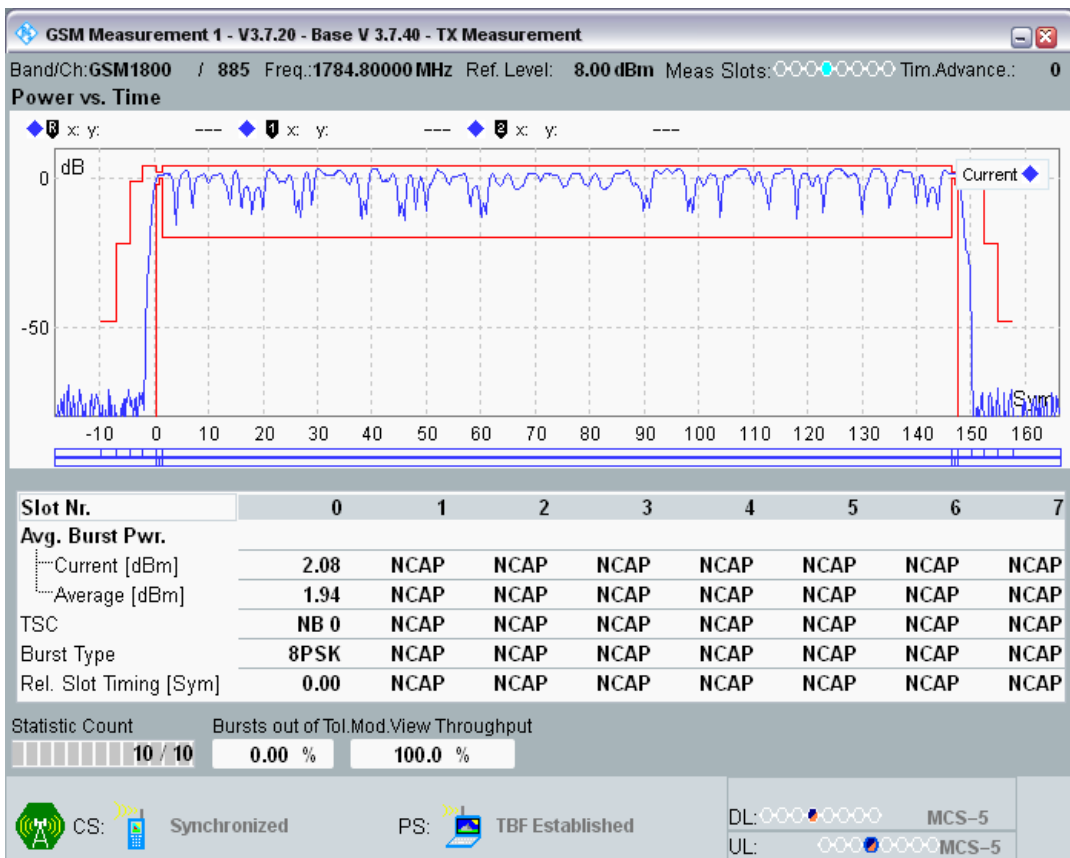 GSM Measurement 1 - V3.7.20 - Base V 3.7.40 - TX Measurement
Band/Ch:GSM1800 / 885 Freq.:1784.80000 MHz Ref. Level: 8.00 dBm Meas Slots: Tim.Advance.: 0
Power vs. Time
R x: y: --- 1 x: y: --- 2 x: y: ---
dB
Current
0
-50
Sym
-10 0 10 20 30 40 50 60 70 80 90 100 110 120 130 140 150 160
Slot Nr. 0 1 2 3 4 5 6 7
Avg. Burst Pwr.
Current [dBm] 2.08 NCAP NCAP NCAP NCAP NCAP NCAP NCAP
Average [dBm] 1.94 NCAP NCAP NCAP NCAP NCAP NCAP NCAP
TSC NB 0 NCAP NCAP NCAP NCAP NCAP NCAP NCAP
Burst Type 8PSK NCAP NCAP NCAP NCAP NCAP NCAP NCAP
Rel. Slot Timing [Sym] 0.00 NCAP NCAP NCAP NCAP NCAP NCAP NCAP
Statistic Count Bursts out of Tol.Mod.View Throughput
10 / 10 0.00 % 100.0 %
CS: Synchronized PS: TBF Established DL: MCS-5
UL: MCS-5